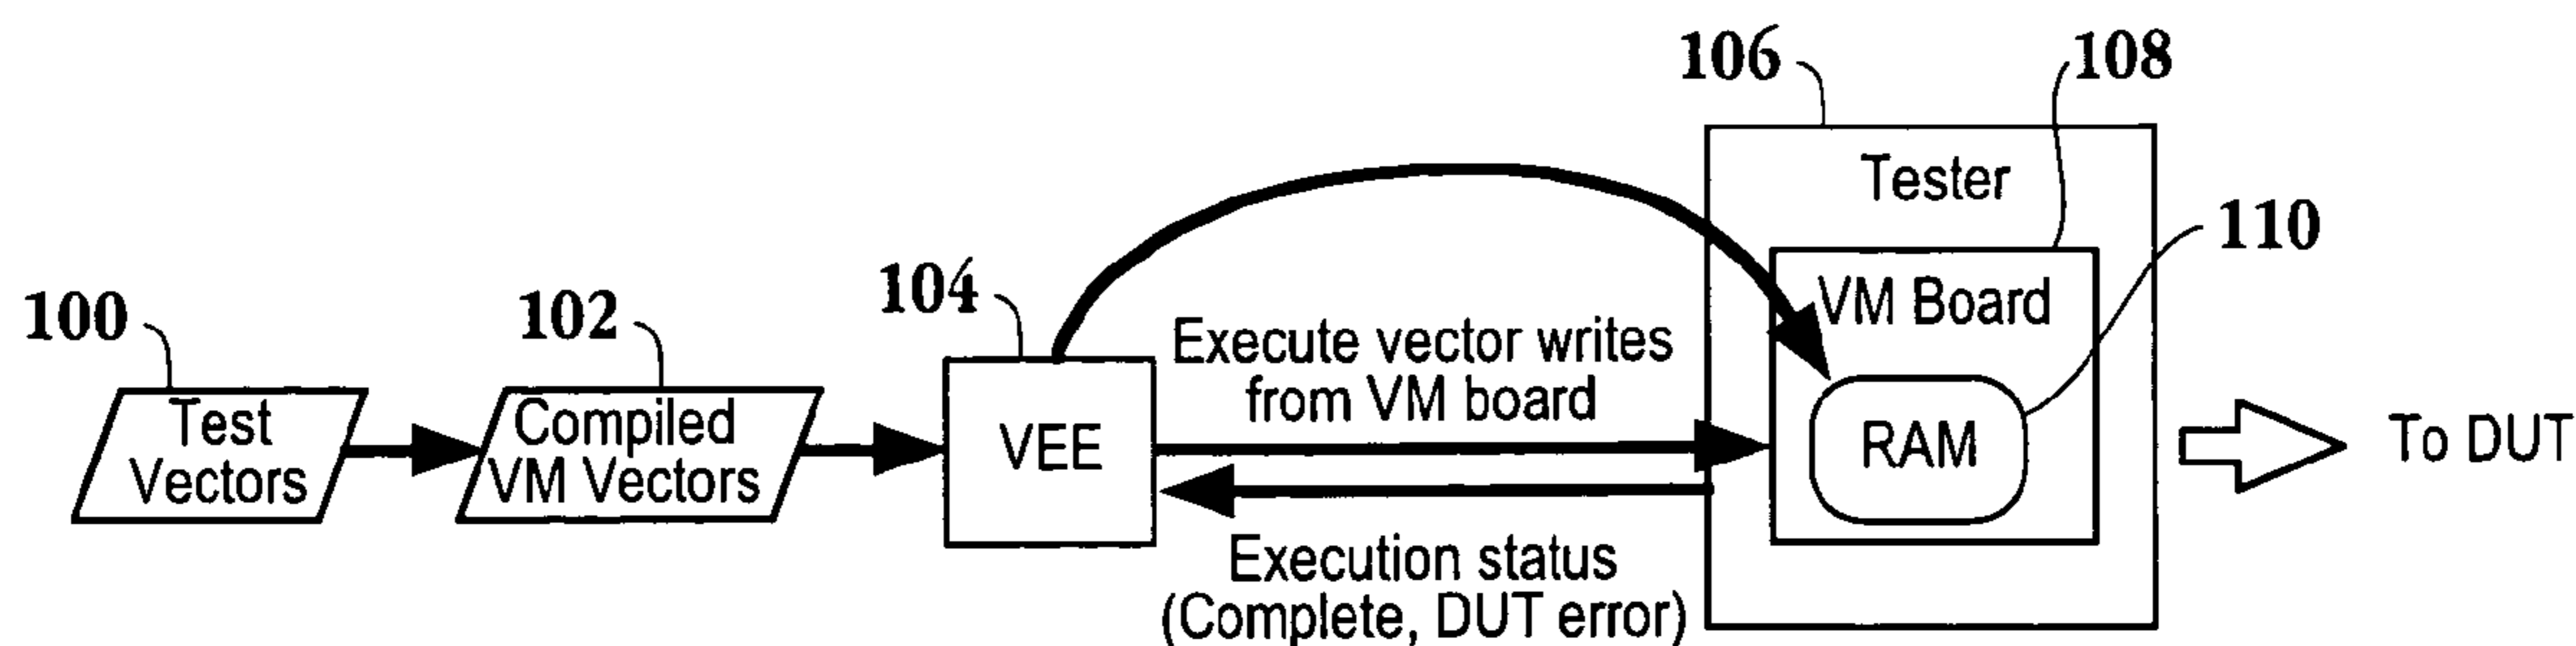 106
108
Tester
110
104
VM Board
100
102
Execute vector writes
from VM board
Test
Vectors
Compiled
VM Vectors
VEE
RAM
To DUT
Execution status
(Complete, DUT error)